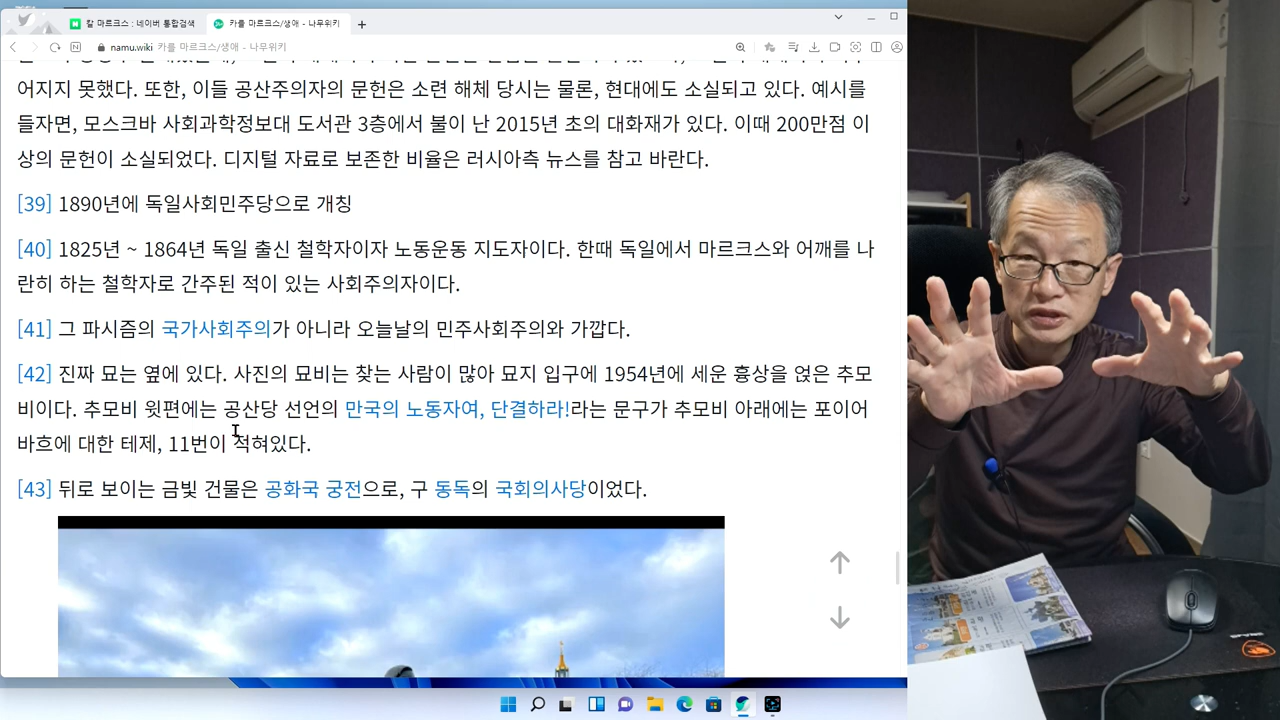 칼 마르크스 : 네이버 통합검색
카를 마르크스/생애 - 나무위키
namu.wiki 카를 마르크스/생애 - 나무위키
어지지 못했다. 또한, 이들 공산주의자의 문헌은 소련 해체 당시는 물론, 현대에도 소실되고 있다. 예시를
들자면, 모스크바 사회과학정보대 도서관 3층에서 불이 난 2015년 초의 대화재가 있다. 이때 200만점 이
상의 문헌이 소실되었다. 디지털 자료로 보존한 비율은 러시아측 뉴스를 참고 바란다.
[39] 1890년에 독일사회민주당으로 개칭
[40] 1825년 ~ 1864년 독일 출신 철학자이자 노동운동 지도자이다. 한때 독일에서 마르크스와 어깨를 나
란히 하는 철학자로 간주된 적이 있는 사회주의자이다.
[41] 그 파시즘의 국가사회주의가 아니라 오늘날의 민주사회주의와 가깝다.
[42] 진짜 묘는 옆에 있다. 사진의 묘비는 찾는 사람이 많아 묘지 입구에 1954년에 세운 흉상을 얹은 추모
비이다. 추모비 윗편에는 공산당 선언의 만국의 노동자여, 단결하라!라는 문구가 추모비 아래에는 포이어
바흐에 대한 테제, 11번이 적혀있다.
[43] 뒤로 보이는 금빛 건물은 공화국 궁전으로, 구 동독의 국회의사당이었다.